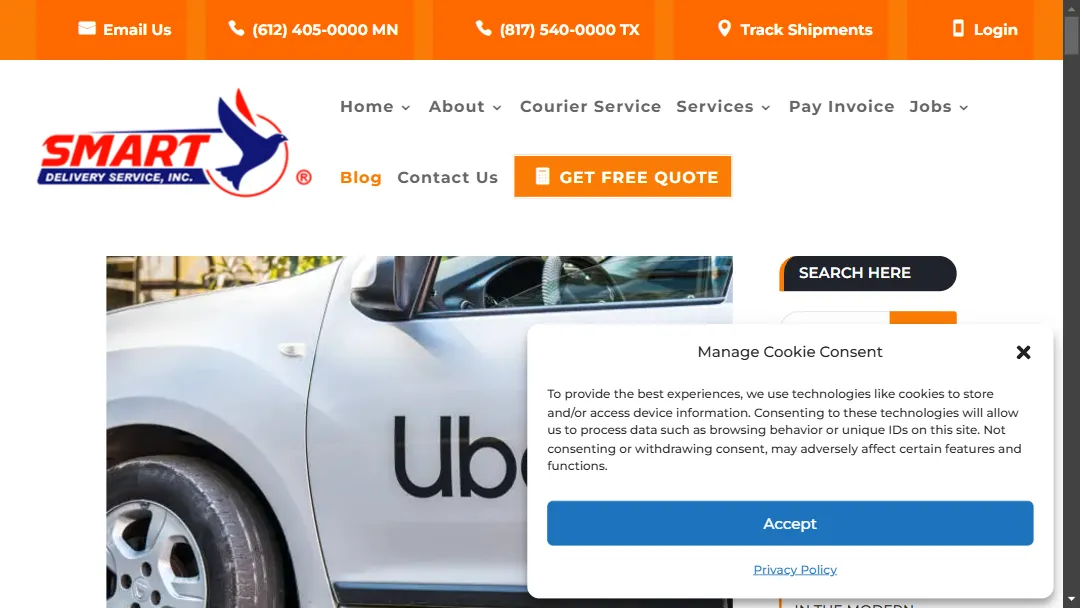 Email Us
(612) 405-0000 MN
(817) 540-0000 TX
Track Shipments
Login
SMART
DELIVERY SERVICE, INC.
®
Home
About
Courier Service
Services
Pay Invoice
Jobs
Blog
Contact Us
GET FREE QUOTE
Ub
SEARCH HERE
Manage Cookie Consent
To provide the best experiences, we use technologies like cookies to store
and/or access device information. Consenting to these technologies will allow
us to process data such as browsing behavior or unique IDs on this site. Not
consenting or withdrawing consent, may adversely affect certain features and
functions.
Accept
Privacy Policy
IN THE MODERN